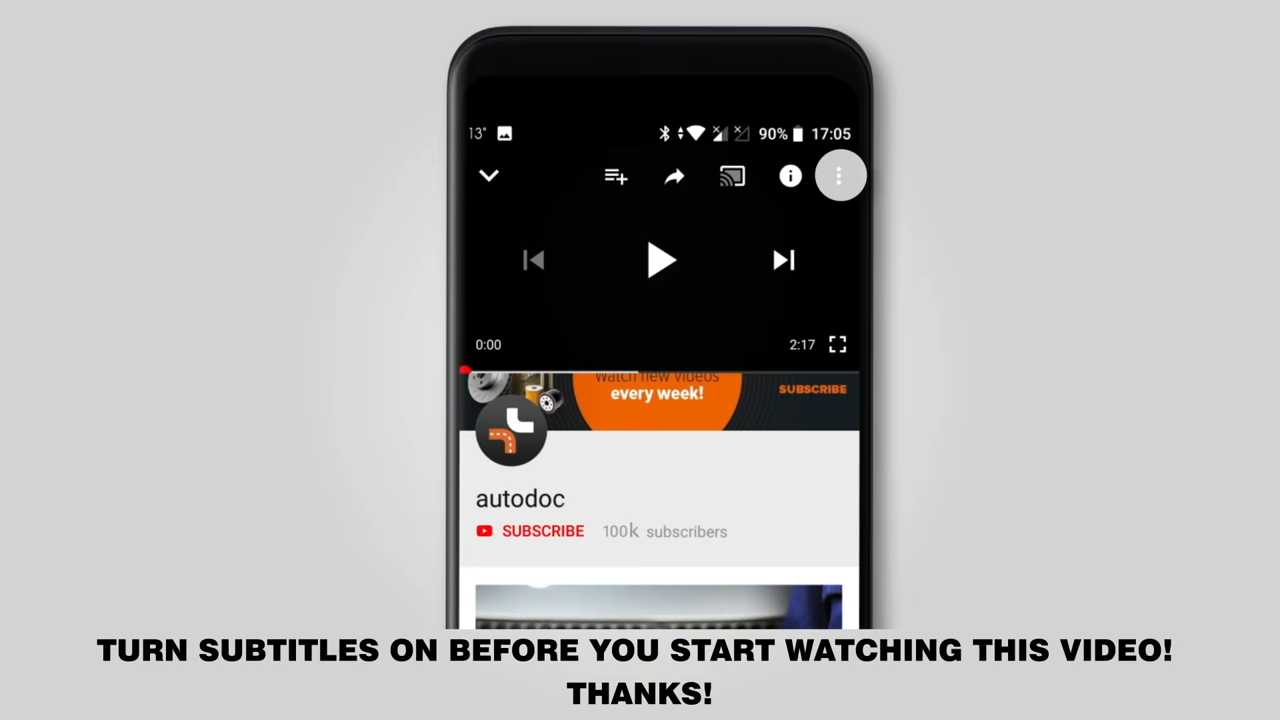 13° 90% 17:05
0:00 2:17
watch new videos
every week!
SUBSCRIBE
autodoc
SUBSCRIBE 100k subscribers
TURN SUBTITLES ON BEFORE YOU START WATCHING THIS VIDEO!
THANKS!